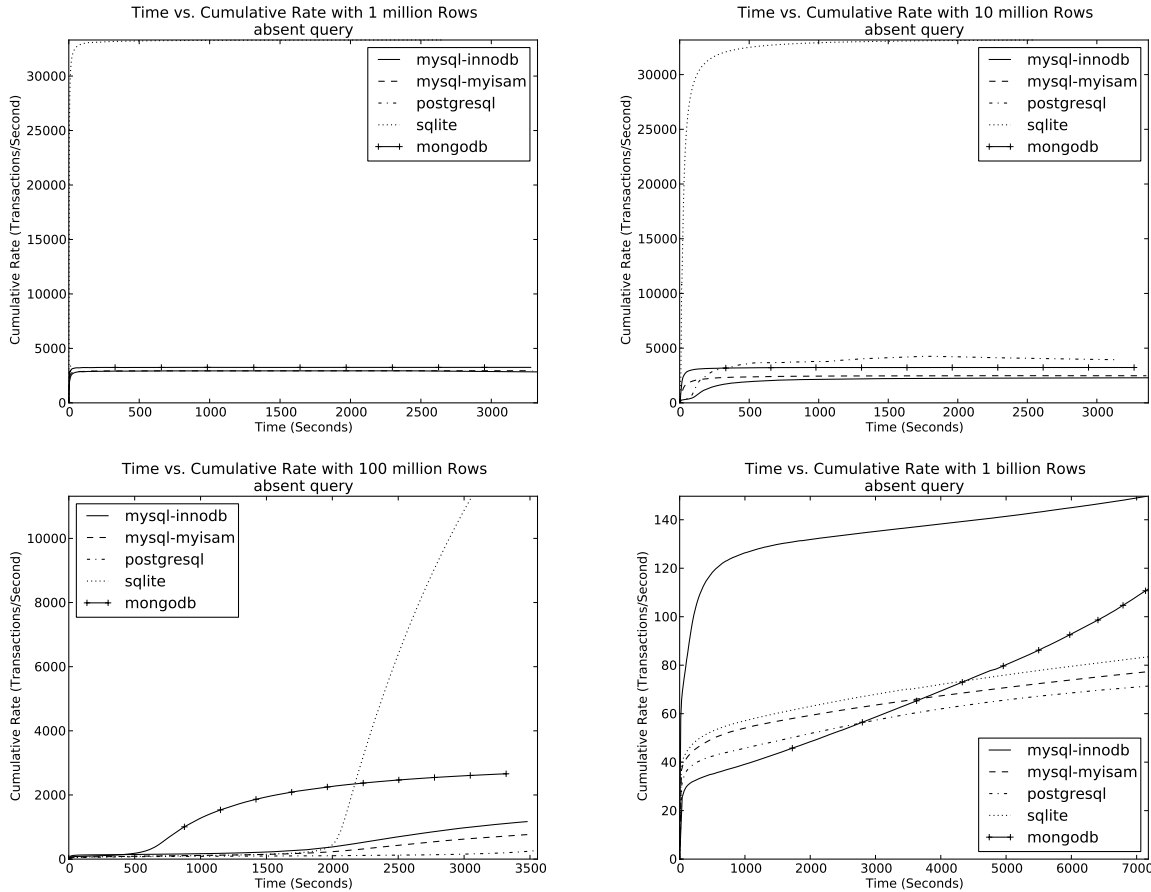 Time vs. Cumulative Rate with 1 million Rows
absent query
Cumulative Rate (Transactions/Second)
30000
25000
20000
15000
10000
5000
0
mysql-innodb
mysql-myisam
postgresql
sqlite
mongodb
0 500 1000 1500 2000 2500 3000
Time (Seconds)
Time vs. Cumulative Rate with 10 million Rows
absent query
Cumulative Rate (Transactions/Second)
30000
25000
20000
15000
10000
5000
0
mysql-innodb
mysql-myisam
postgresql
sqlite
mongodb
0 500 1000 1500 2000 2500 3000
Time (Seconds)
Time vs. Cumulative Rate with 100 million Rows
absent query
Cumulative Rate (Transactions/Second)
10000
8000
6000
4000
2000
0
mysql-innodb
mysql-myisam
postgresql
sqlite
mongodb
0 500 1000 1500 2000 2500 3000 3500
Time (Seconds)
Time vs. Cumulative Rate with 1 billion Rows
absent query
Cumulative Rate (Transactions/Second)
140
120
100
80
60
40
20
0
mysql-innodb
mysql-myisam
postgresql
sqlite
mongodb
0 1000 2000 3000 4000 5000 6000 7000
Time (Seconds)